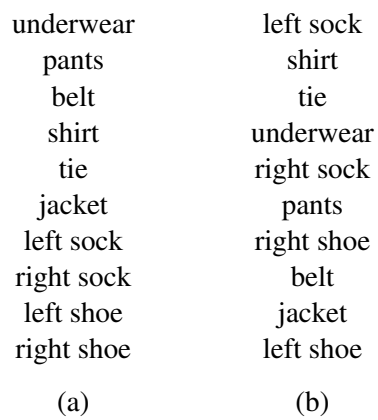 underwear left sock
pants shirt
belt tie
shirt underwear
tie right sock
jacket pants
left sock right shoe
right sock belt
left shoe jacket
right shoe left shoe
(a) (b)